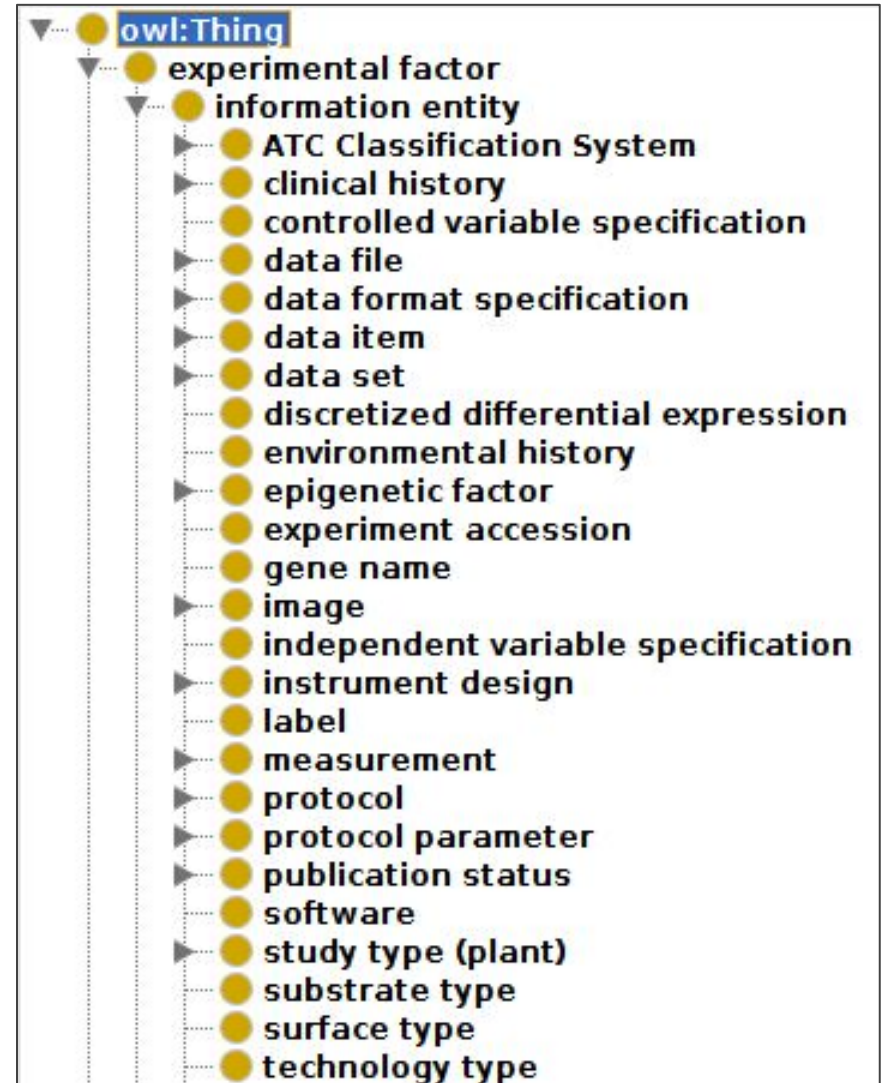 owl:Thing
experimental factor
information entity
ATC Classification System
clinical history
controlled variable specification
data file
data format specification
data item
data set
discretized differential expression
environmental history
epigenetic factor
experiment accession
gene name
image
independent variable specification
instrument design
label
measurement
protocol
protocol parameter
publication status
software
study type (plant)
substrate type
surface type
technology type